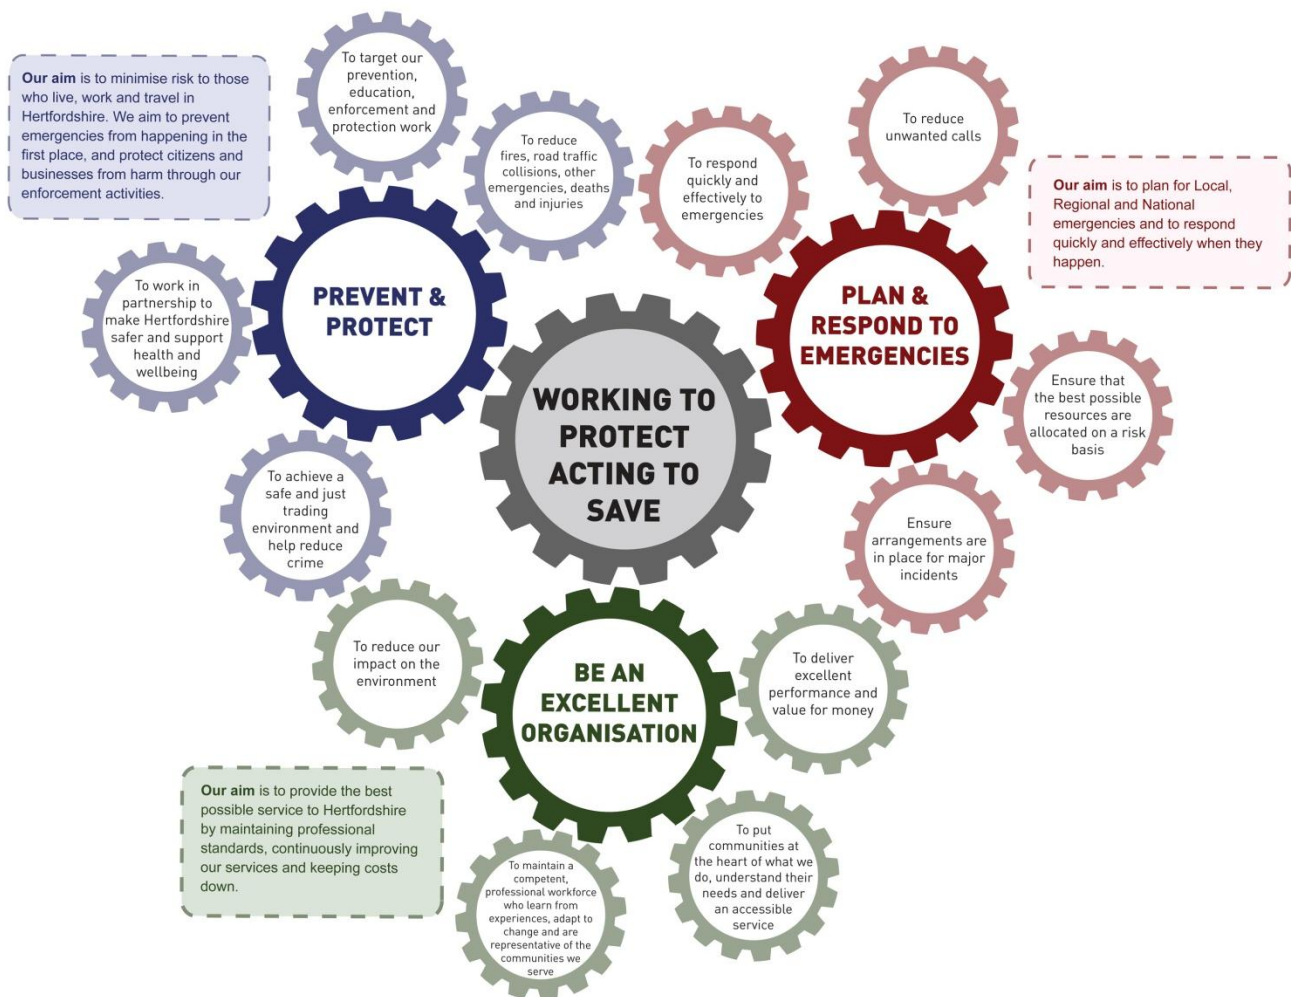 Our aim is to minimise risk to those
who live, work and travel in
Hertfordshire. We aim to prevent
emergencies from happening in the
first place, and protect citizens and
businesses from harm through our
enforcement activities.
To target our
prevention,
education,
enforcement and
protection work
To reduce
fires, road traffic
collisions, other
emergencies, deaths
and injuries
To respond
quickly and
effectively to
emergencies
To reduce
unwanted calls
Our aim is to plan for Local,
Regional and National
emergencies and to respond
quickly and effectively when they
happen.
To work in
partnership to
make Hertfordshire
safer and support
health and
wellbeing
PREVENT &
PROTECT
PLAN &
RESPOND TO
EMERGENCIES
WORKING TO
PROTECT
ACTING TO
SAVE
Ensure that
the best possible
resources are
allocated on a risk
basis
To achieve a
safe and just
trading
environment and
help reduce
crime
Ensure
arrangements are
in place for major
incidents
To reduce our
impact on the
environment
BE AN
EXCELLENT
ORGANISATION
To deliver
excellent
performance and
value for money
Our aim is to provide the best
possible service to Hertfordshire
by maintaining professional
standards, continuously improving
our services and keeping costs
down.
To maintain a
competent,
professional workforce
who learn from
experiences, adapt to
change and are
representative of the
communities we
serve
To put
communities at
the heart of what we
do, understand their
needs and deliver
an accessible
service